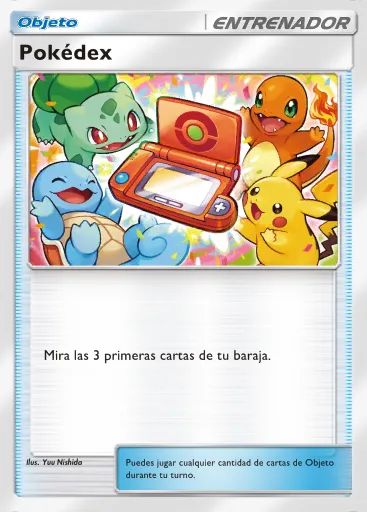 Objeto
ENTRENADOR
Pokédex
Mira las 3 primeras cartas de tu baraja.
Ilus. Yuu Nishida
Puedes jugar cualquier cantidad de cartas de Objeto
durante tu turno.